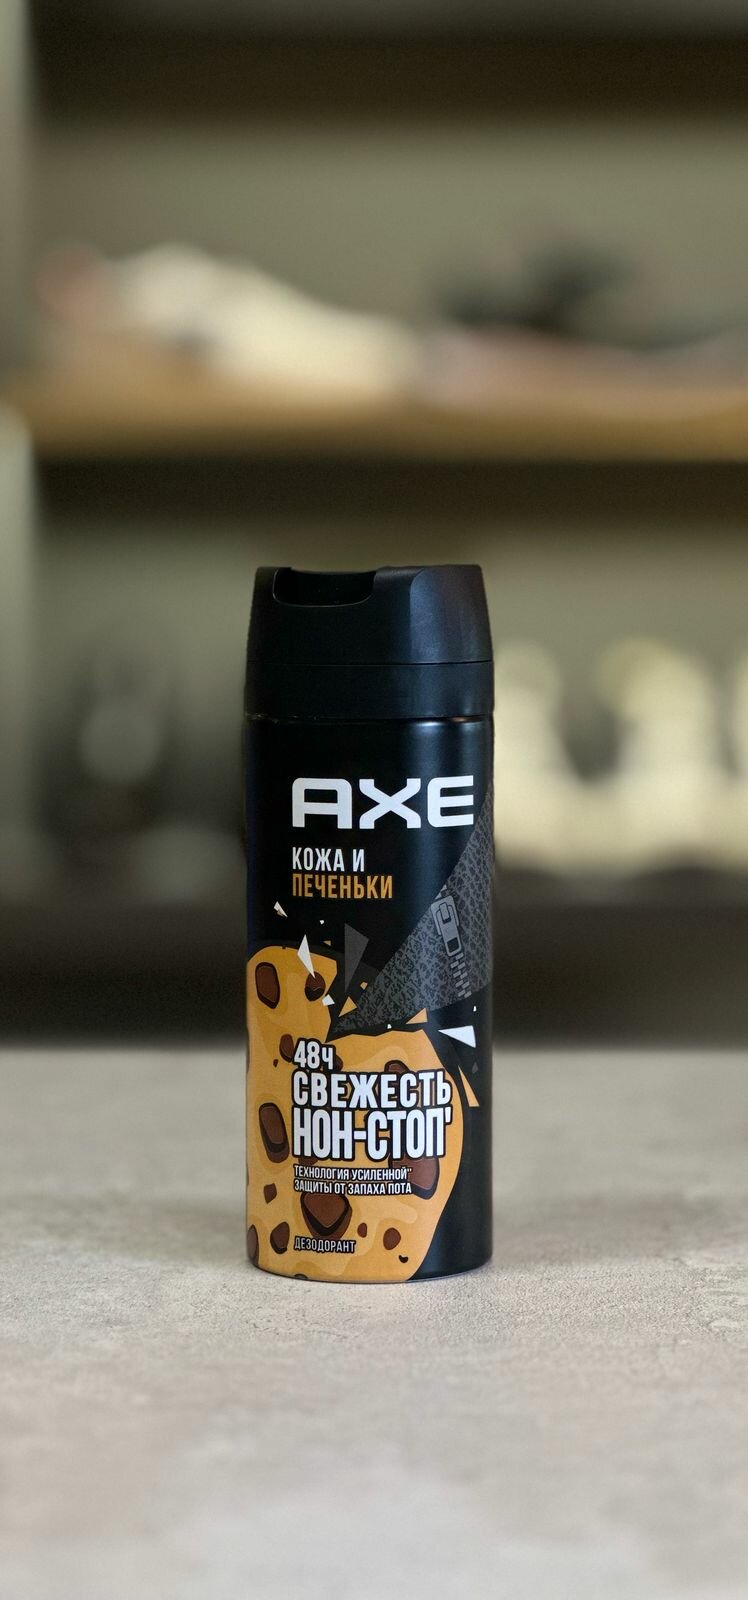 AXE
КОЖА И
ПЕЧЕНЬКИ
48Ч
СВЕЖЕСТЬ
НОН-СТОП'
ТЕХНОЛОГИЯ УСИЛЕННОЙ"
ЗАЩИТЫ ОТ ЗАПАХА ПОТА
ДЕЗОДОРАНТ